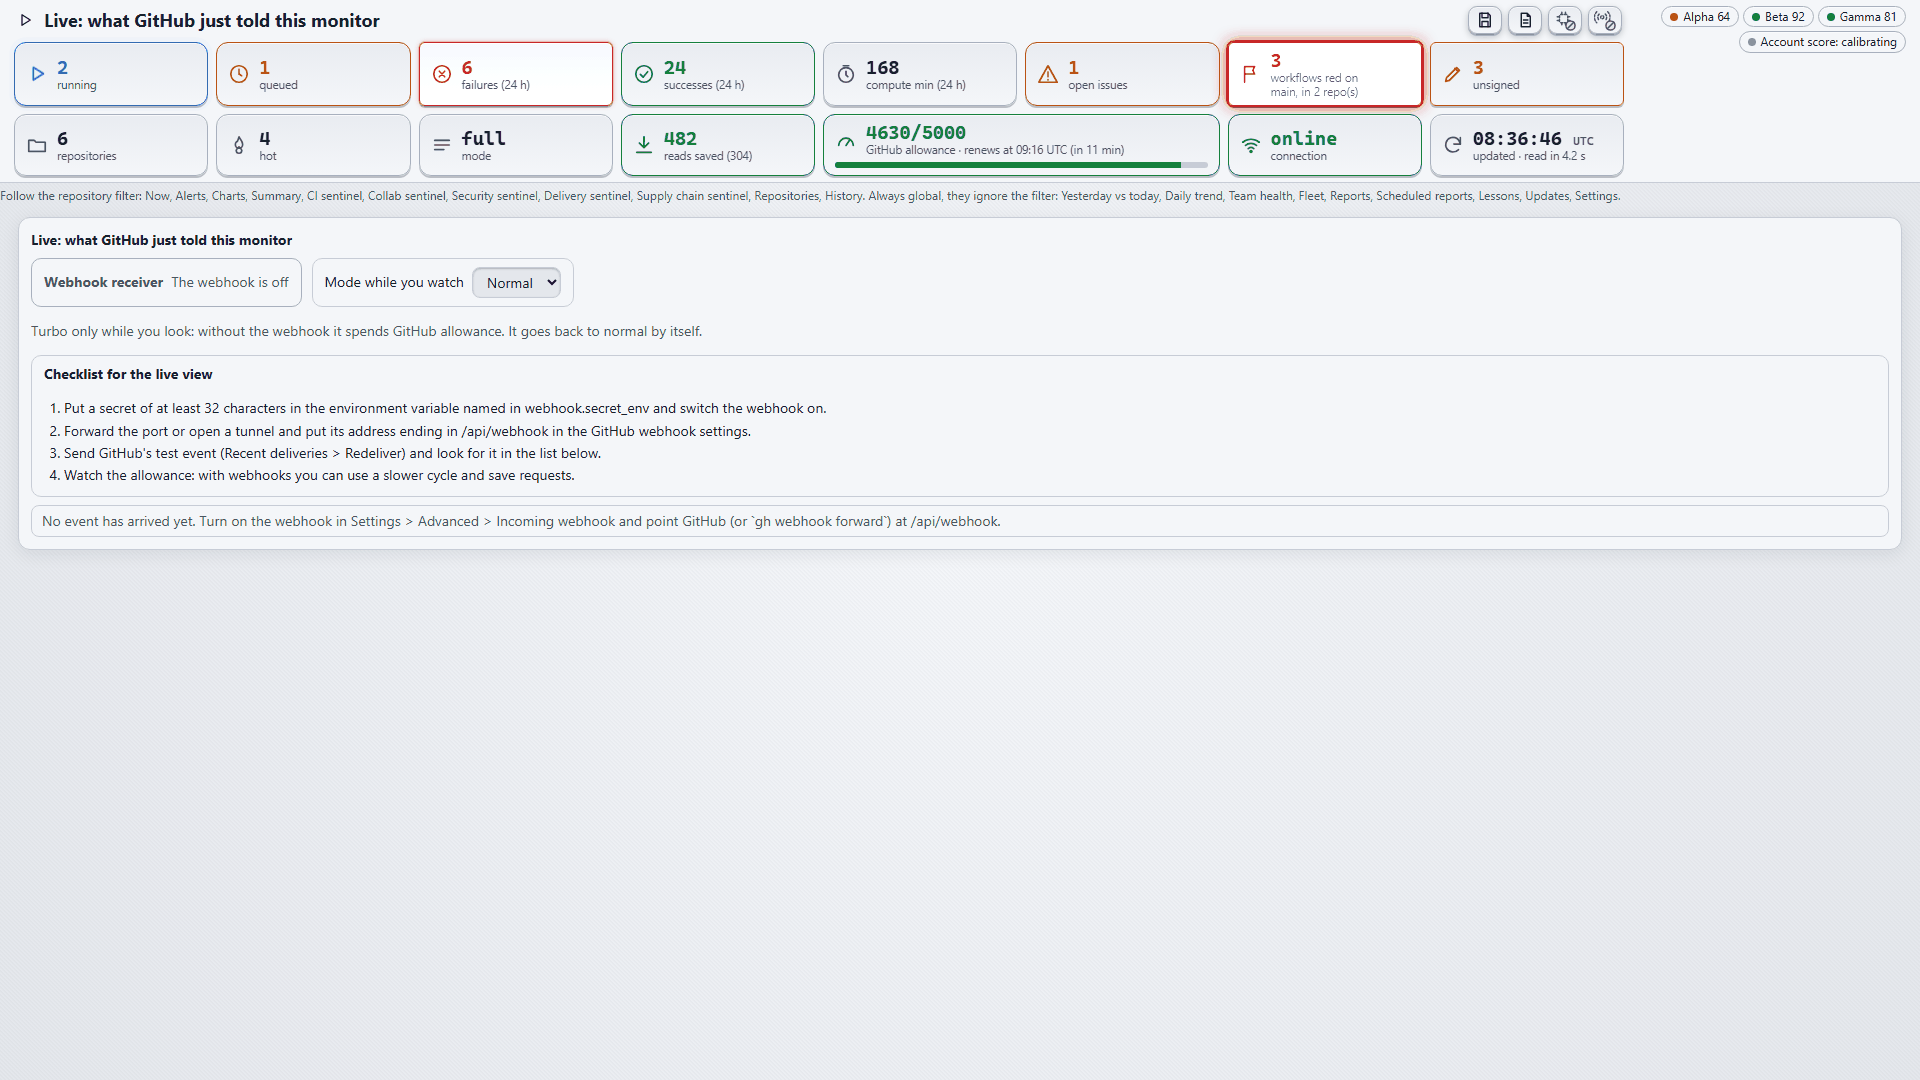 Live: what GitHub just told this monitor
Alpha 64
Beta 92
Gamma 81
Account score: calibrating
2
running
1
queued
6
failures (24 h)
24
successes (24 h)
168
compute min (24 h)
1
open issues
3
workflows red on
main, in 2 repo(s)
3
unsigned
6
repositories
4
hot
full
mode
482
reads saved (304)
4630/5000
GitHub allowance · renews at 09:16 UTC (in 11 min)
online
connection
08:36:46 UTC
updated · read in 4.2 s
Follow the repository filter: Now, Alerts, Charts, Summary, CI sentinel, Collab sentinel, Security sentinel, Delivery sentinel, Supply chain sentinel, Repositories, History. Always global, they ignore the filter: Yesterday vs today, Daily trend, Team health, Fleet, Reports, Scheduled reports, Lessons, Updates, Settings.
Live: what GitHub just told this monitor
Webhook receiver The webhook is off
Mode while you watch Normal
Turbo only while you look: without the webhook it spends GitHub allowance. It goes back to normal by itself.
Checklist for the live view
1. Put a secret of at least 32 characters in the environment variable named in webhook.secret_env and switch the webhook on.
2. Forward the port or open a tunnel and put its address ending in /api/webhook in the GitHub webhook settings.
3. Send GitHub's test event (Recent deliveries > Redeliver) and look for it in the list below.
4. Watch the allowance: with webhooks you can use a slower cycle and save requests.
No event has arrived yet. Turn on the webhook in Settings > Advanced > Incoming webhook and point GitHub (or `gh webhook forward`) at /api/webhook.